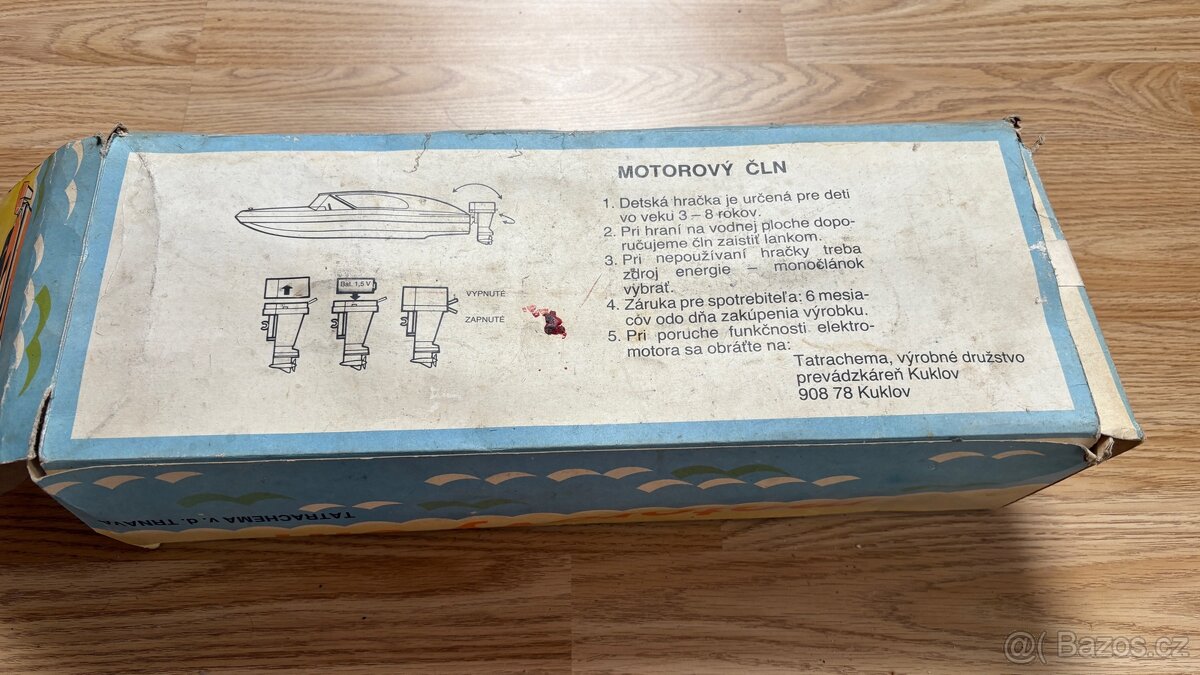 MOTOROVÝ ČLN
1. Detská hračka je určená pre deti
vo veku 3 – 8 rokov.
2. Pri hraní na vodnej ploche dopo-
ručujeme čln zaistiť lankom.
3. Pri nepoužívaní hračky treba
zdroj energie – monočlánok
vybrať.
4. Záruka pre spotrebiteľa: 6 mesia-
cov odo dňa zakúpenia výrobku.
5. Pri poruche funkčnosti elektro-
motora sa obráťte na:
Tatrachema, výrobné družstvo
prevádzkáreň Kuklov
908 78 Kuklov
Bat. 1,5 V
VYPNUTÉ
ZAPNUTÉ
TATRACHEMA v. d. TRNAVA
@( Bazos.cz